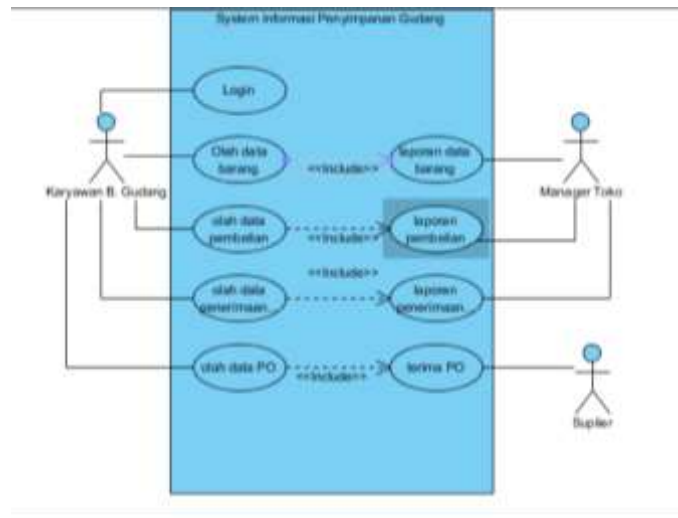 System Informasi Penyimpanan Gudang
Login
Olah data
barang
<<Include>>
laporan data
barang
Karyawan B. Gudang
Manager Toko
olah data
pembelian
<<Include>>
laporan
pembelian
<<Include>>
olah data
penerimaan...
laporan
penerimaan...
olah data PO
<<Include>>
terima PO
Suplier